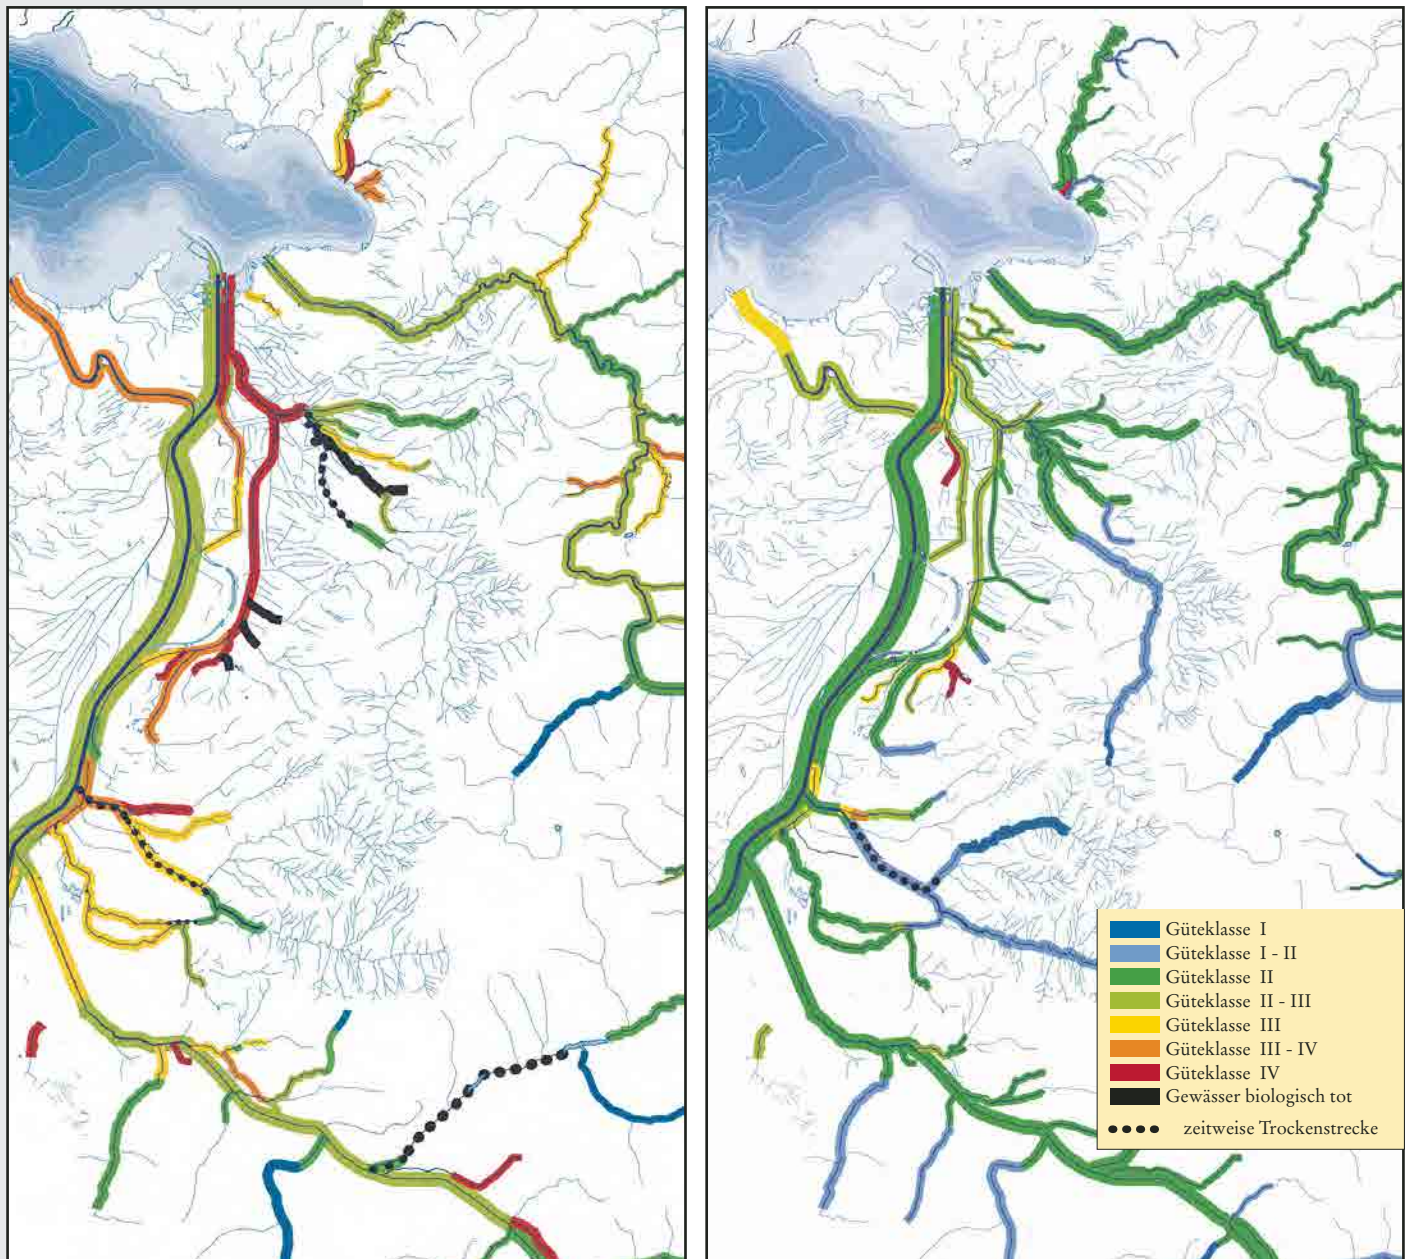 Güteklasse I
Güteklasse I - II
Güteklasse II
Güteklasse II - III
Güteklasse III
Güteklasse III - IV
Güteklasse IV
Gewässer biologisch tot
zeitweise Trockenstrecke